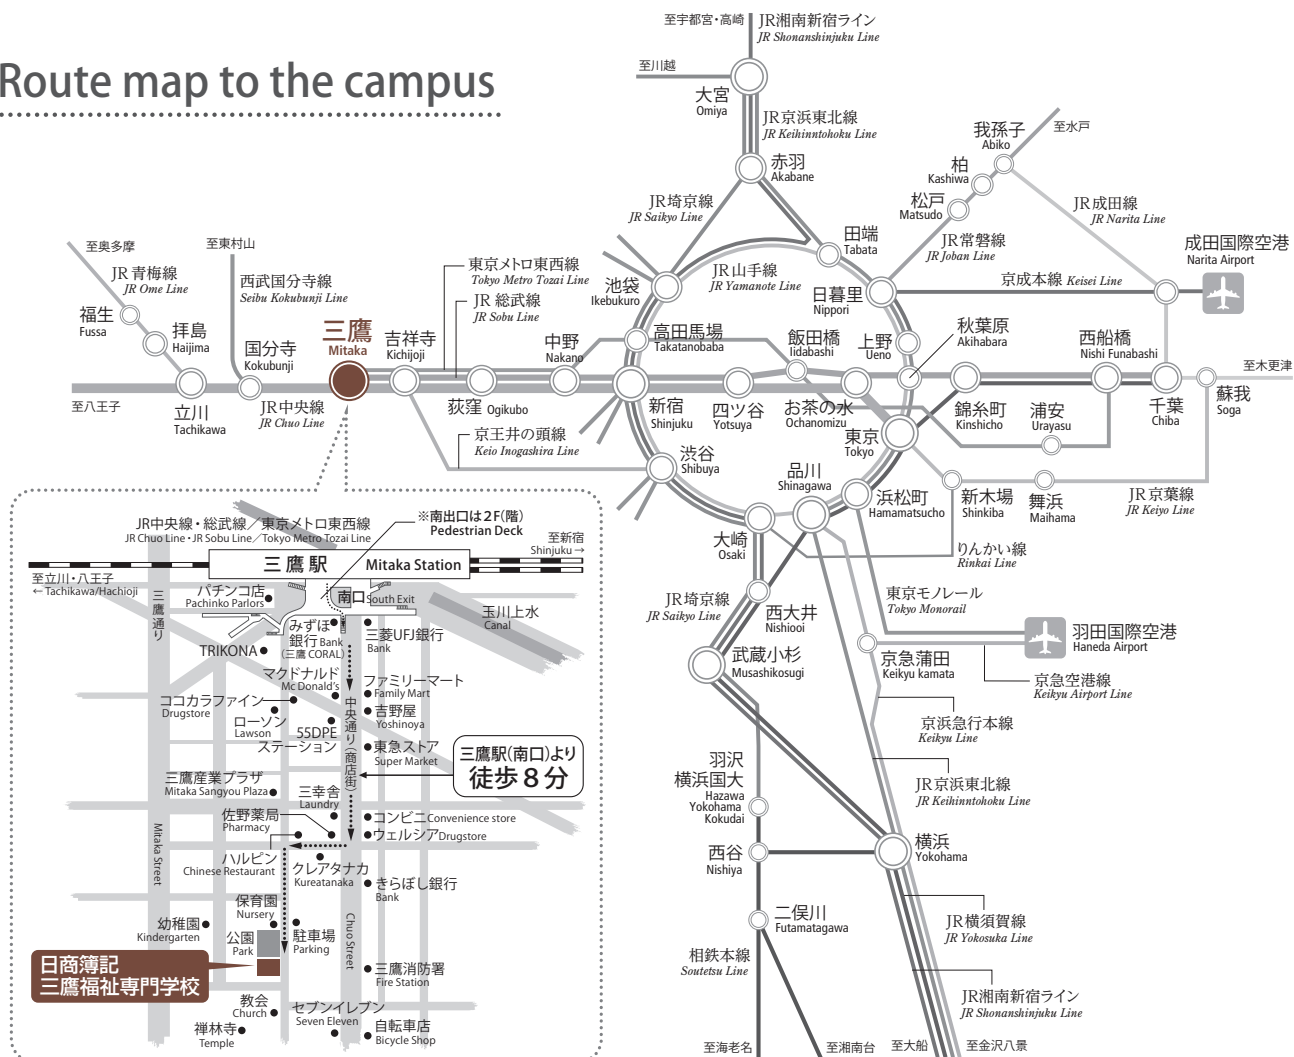 Route map to the campus
至宇都宮・高崎
JR湘南新宿ライン
JR Shonanshinjuku Line
至川越
大宮
Omiya
JR京浜東北線
JR Keihinntohoku Line
赤羽
Akabane
我孫子
Abiko
至水戸
柏
Kashiwa
松戸
Matsudo
JR埼京線
JR Saikyo Line
JR成田線
JR Narita Line
田端
Tabata
JR常磐線
JR Joban Line
成田国際空港
Narita Airport
至奥多摩
至東村山
JR青梅線
JR Ome Line
西武国分寺線
Seibu Kokubunji Line
東京メトロ東西線
Tokyo Metro Tozai Line
JR 総武線
JR Sobu Line
池袋
Ikebukuro
JR山手線
JR Yamanote Line
日暮里
Nippori
京成本線 Keisei Line
福生
Fussa
拝島
Haijima
国分寺
Kokubunji
三鷹
Mitaka
吉祥寺
Kichijoji
中野
Nakano
高田馬場
Takatanobaba
飯田橋
Iidabashi
上野
Ueno
秋葉原
Akihabara
西船橋
Nishi Funabashi
至木更津
至八王子
立川
Tachikawa
JR中央線
JR Chuo Line
荻窪 Ogikubo
新宿
Shinjuku
四ツ谷
Yotsuya
お茶の水
Ochanomizu
錦糸町
Kinshicho
浦安
Urayasu
千葉
Chiba
蘇我
Soga
京王井の頭線
Keio Inogashira Line
東京
Tokyo
渋谷
Shibuya
品川
Shinagawa
浜松町
Hamamatsucho
新木場
Shinkiba
舞浜
Maihama
JR京葉線
JR Keiyo Line
大崎
Osaki
りんかい線
Rinkai Line
JR埼京線
JR Saikyo Line
西大井
Nishiooi
東京モノレール
Tokyo Monorail
羽田国際空港
Haneda Airport
武蔵小杉
Musashikosugi
京急蒲田
Keikyu kamata
京急空港線
Keikyu Airport Line
京浜急行本線
Keikyu Line
羽沢
横浜国大
Hazawa
Yokohama
Kokudai
JR京浜東北線
JR Keihinntohoku Line
西谷
Nishiya
横浜
Yokohama
二俣川
Futamatagawa
JR横須賀線
JR Yokosuka Line
相鉄本線
Soutetsu Line
JR湘南新宿ライン
JR Shonanshinjuku Line
至海老名
至湘南台
至大船
至金沢八景
JR中央線・総武線／東京メトロ東西線
JR Chuo Line・JR Sobu Line／Tokyo Metro Tozai Line
※南出口は2F(階)
Pedestrian Deck
至新宿
Shinjuku →
三鷹駅 Mitaka Station
至立川・八王子
← Tachikawa/Hachioji
三鷹通り
パチンコ店
Pachinko Parlors
南口 South Exit
玉川上水
Canal
みずほ
銀行 Bank
(三鷹 CORAL)
三菱UFJ銀行
Bank
TRIKONA
マクドナルド
Mc Donald's
ファミリーマート
Family Mart
ココカラファイン
Drugstore
中央通り(商店街)
吉野屋
Yoshinoya
ローソン
Lawson
55DPE
ステーション
東急ストア
Super Market
三鷹駅(南口)より
徒歩8分
三鷹産業プラザ
Mitaka Sangyou Plaza
三幸舎
Laundry
佐野薬局
Pharmacy
コンビニ Convenience store
ウェルシア Drugstore
Mitaka Street
ハルピン
Chinese Restaurant
クレアタナカ
Kureatanaka
きらぼし銀行
Bank
保育園
Nursery
幼稚園
Kindergarten
公園
Park
駐車場
Parking
Chuo Street
日商簿記
三鷹福祉専門学校
三鷹消防署
Fire Station
教会
Church
セブンイレブン
Seven Eleven
禅林寺
Temple
自転車店
Bicycle Shop